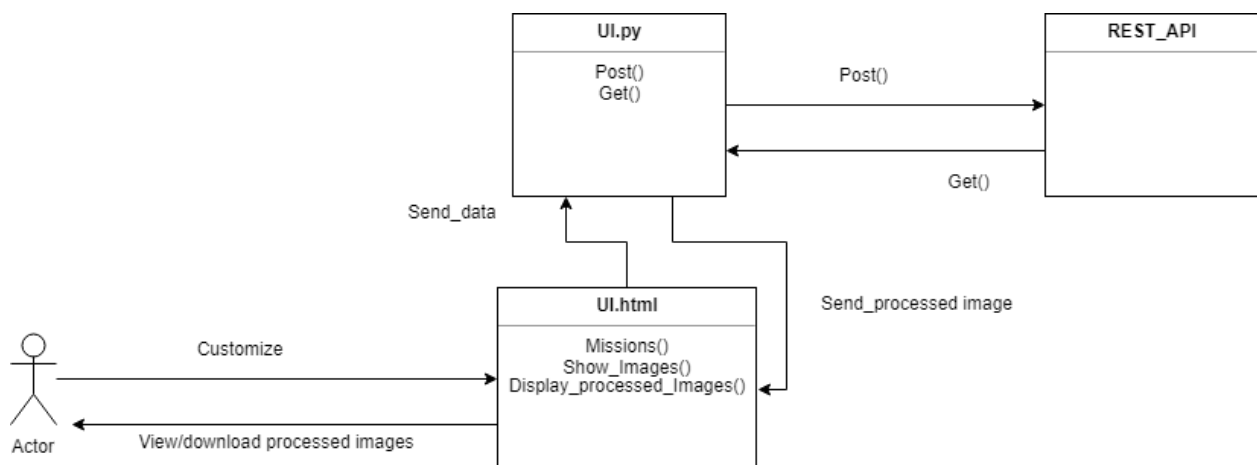 UI.py
Post()
Get()
REST_API
Post()
Get()
Send_data
Send_processed image
UI.html
Missions()
Show_Images()
Display_processed_Images()
Customize
View/download processed images
Actor